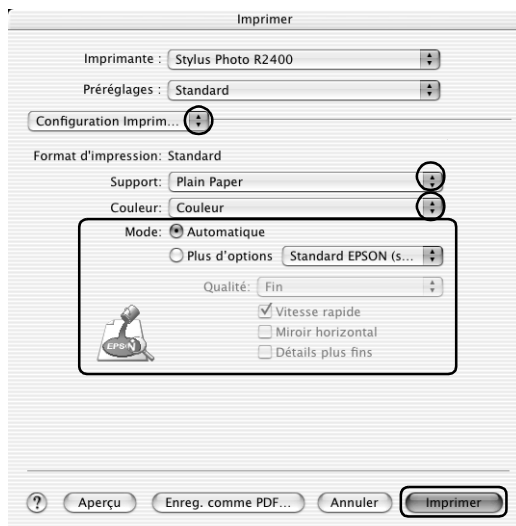 Imprimer
Imprimante : Stylus Photo R2400
Préréglages : Standard
Configuration Imprim...
Format d'impression: Standard
Support: Plain Paper
Couleur: Couleur
Mode: Automatique
Plus d'options Standard EPSON (s...
Qualité: Fin
Vitesse rapide
Miroir horizontal
Détails plus fins
EPSON
? Aperçu Enreg. comme PDF... Annuler Imprimer